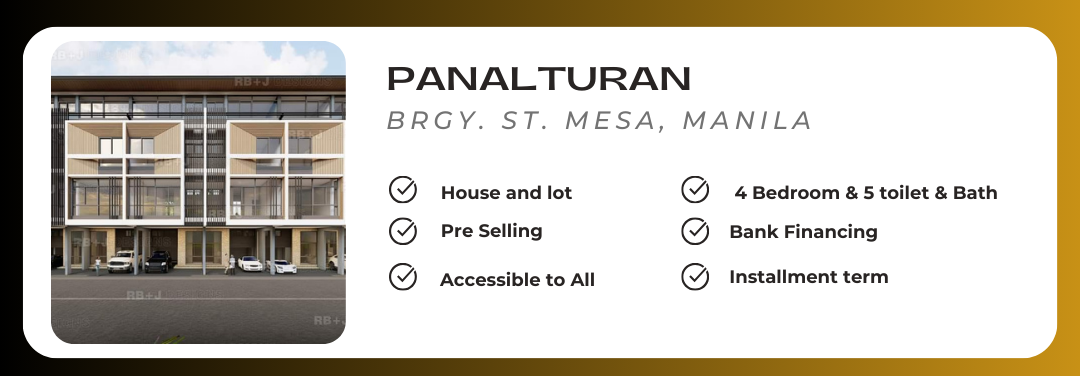 PANALTURAN
BRGY. ST. MESA, MANILA
House and lot
Pre Selling
Accessible to All
4 Bedroom & 5 toilet & Bath
Bank Financing
Installment term
RB+J
RB+J
RB+J
RB+J